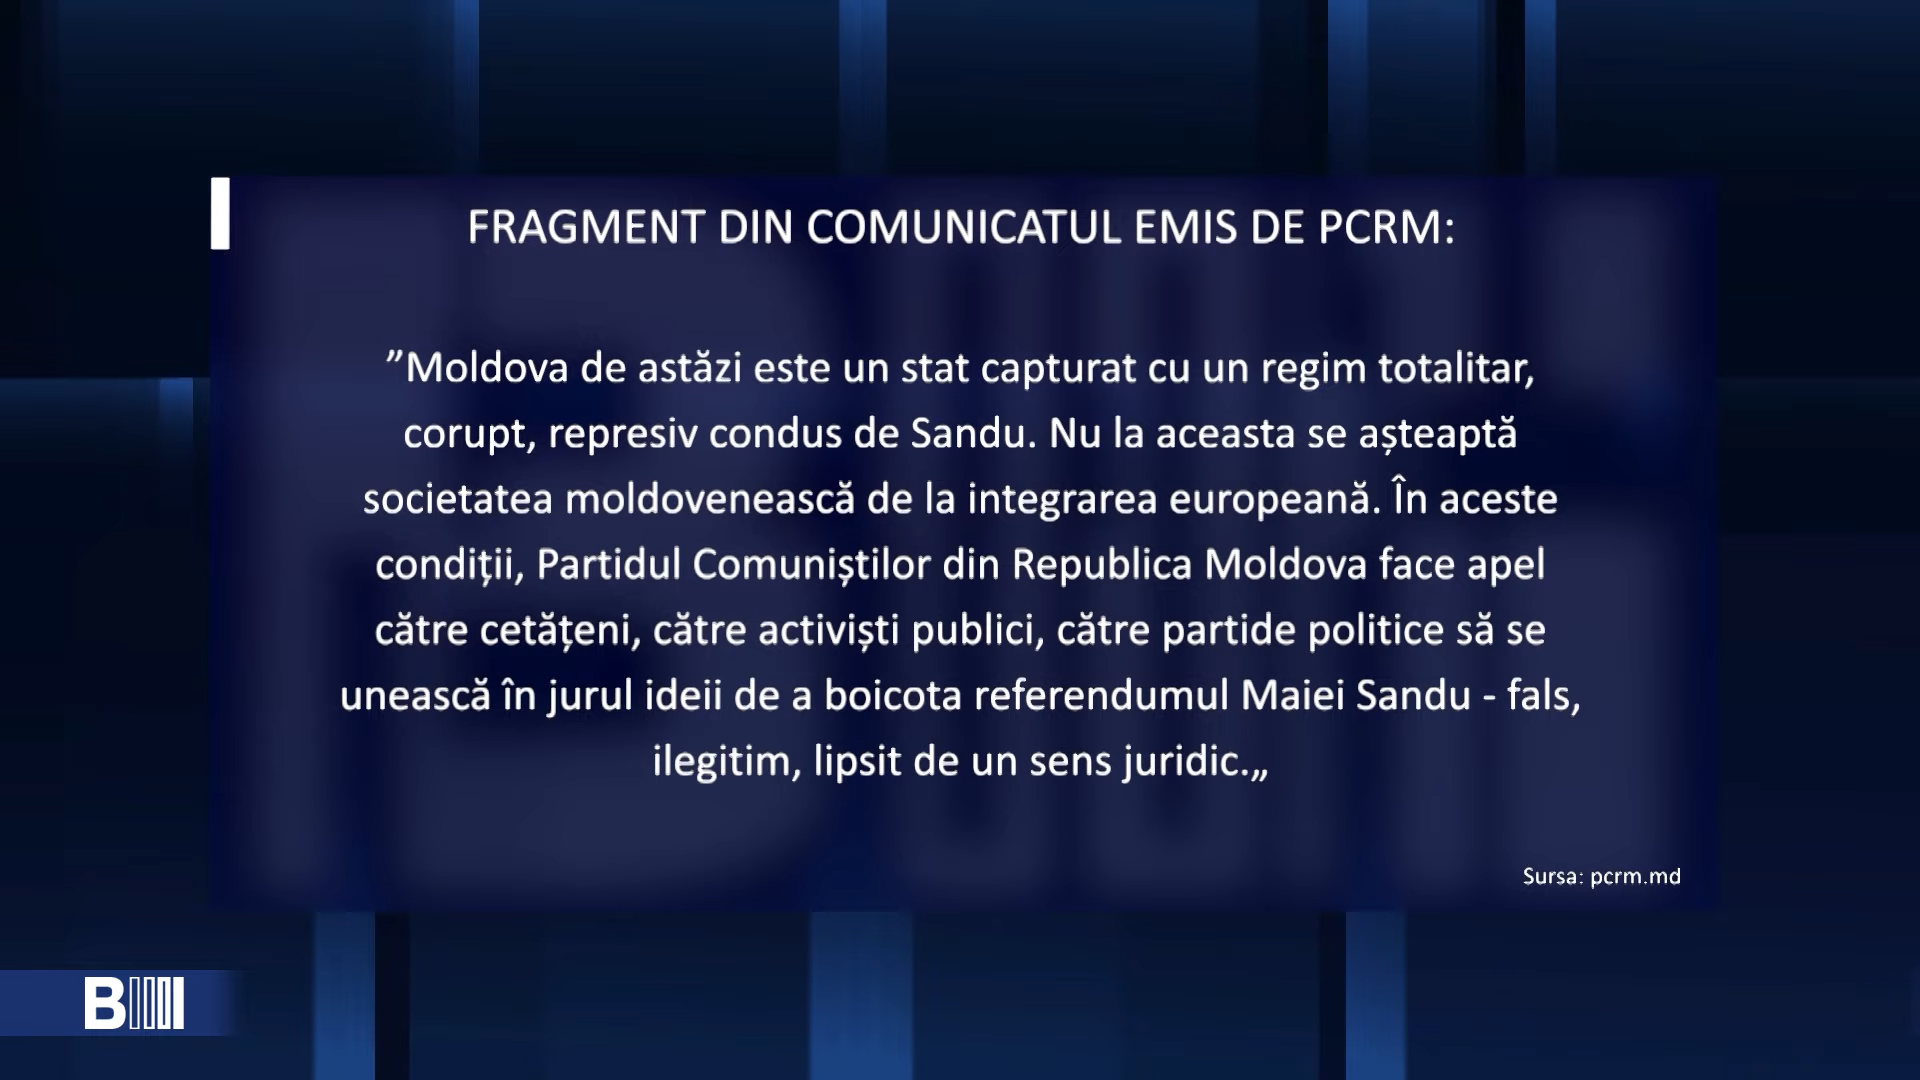 FRAGMENT DIN COMUNICATUL EMIS DE PCRM:
”Moldova de astăzi este un stat capturat cu un regim totalitar,
corupt, represiv condus de Sandu. Nu la aceasta se așteaptă
societatea moldovenească de la integrarea europeană. În aceste
condiții, Partidul Comuniștilor din Republica Moldova face apel
către cetățeni, către activiști publici, către partide politice să se
unească în jurul ideii de a boicota referendumul Maiei Sandu - fals,
ilegitim, lipsit de un sens juridic.„
Sursa: pcrm.md
B